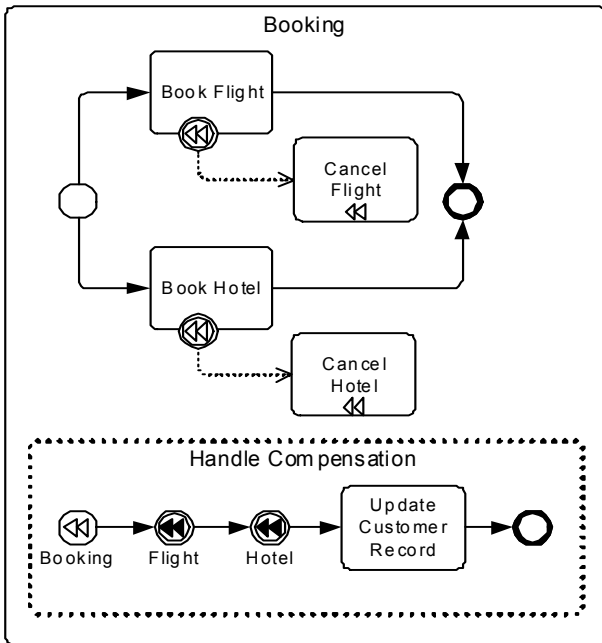 Booking
Book Flight
Cancel
Flight
Book Hotel
Cancel
Hotel
Handle Compensation
Update
Customer
Record
Booking
Flight
Hotel